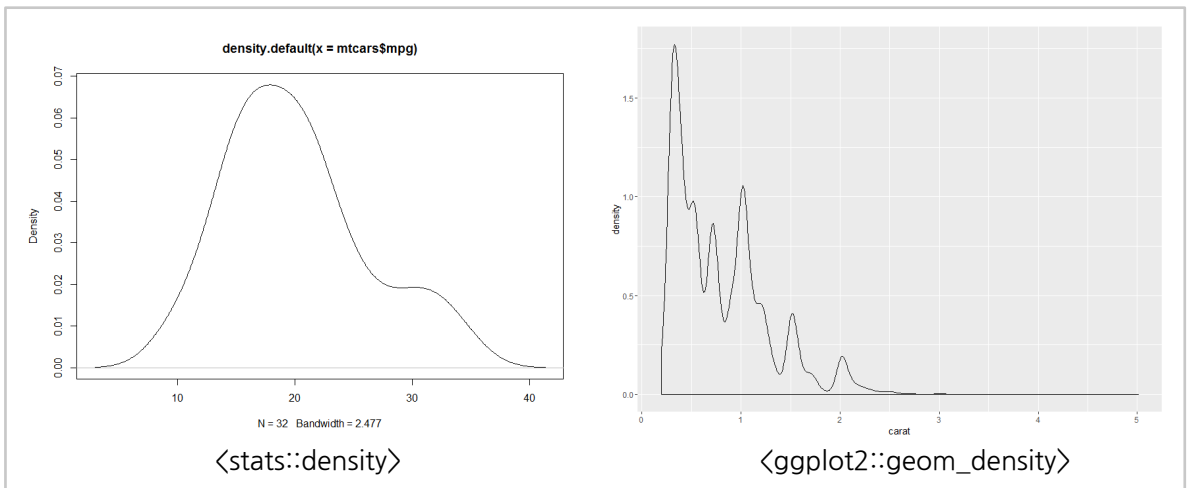 density.default(x = mtcars$mpg)
Density
0.00 0.01 0.02 0.03 0.04 0.05 0.06 0.07
10 20 30 40
N = 32 Bandwidth = 2.477
<stats::density>
density
0.0 0.5 1.0 1.5
0 1 2 3 4 5
carat
<ggplot2::geom_density>